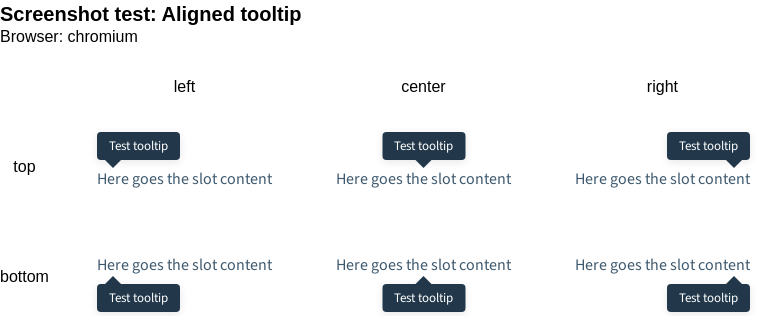 Screenshot test: Aligned tooltip
Browser: chromium
left center right
Test tooltip Test tooltip Test tooltip
top
Here goes the slot content Here goes the slot content Here goes the slot content
Here goes the slot content Here goes the slot content Here goes the slot content
bottom
Test tooltip Test tooltip Test tooltip